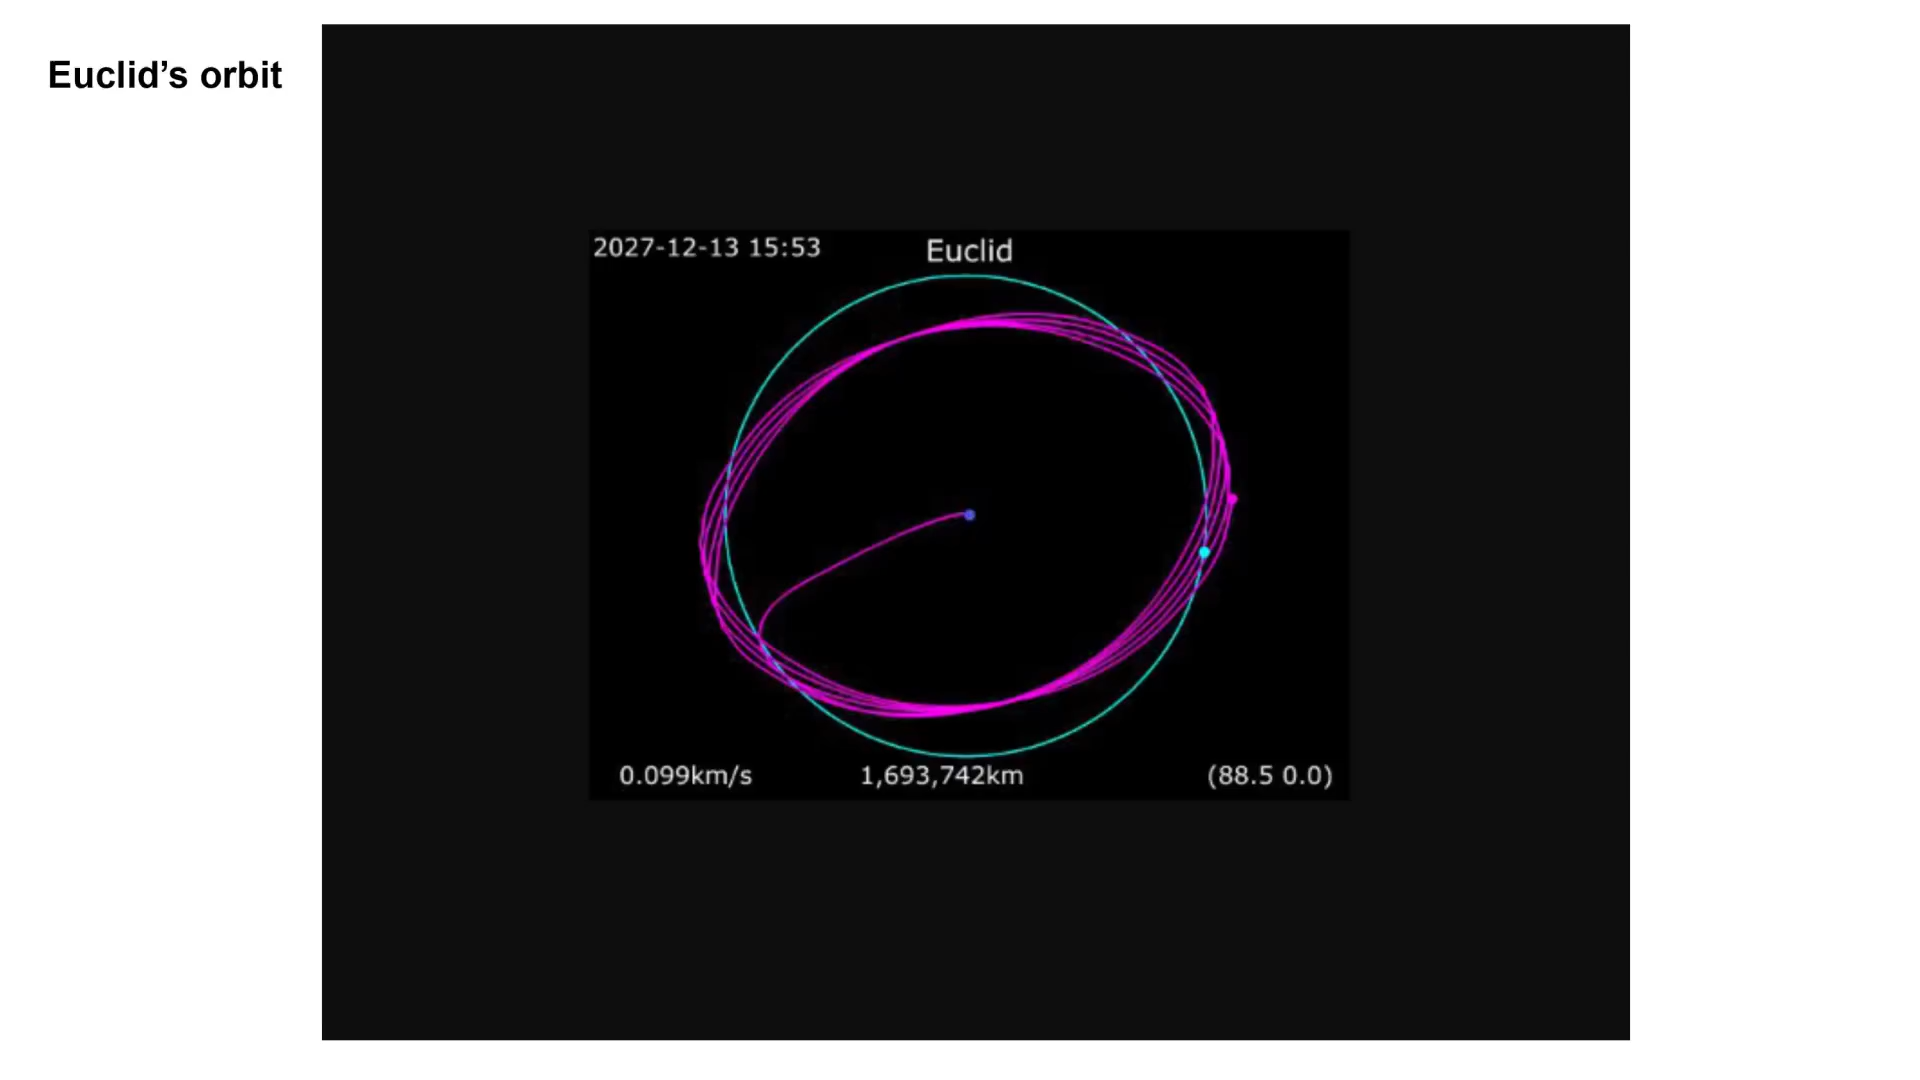 Euclid’s orbit
2027-12-13 15:53
Euclid
0.099km/s
1,693,742km
(88.5 0.0)